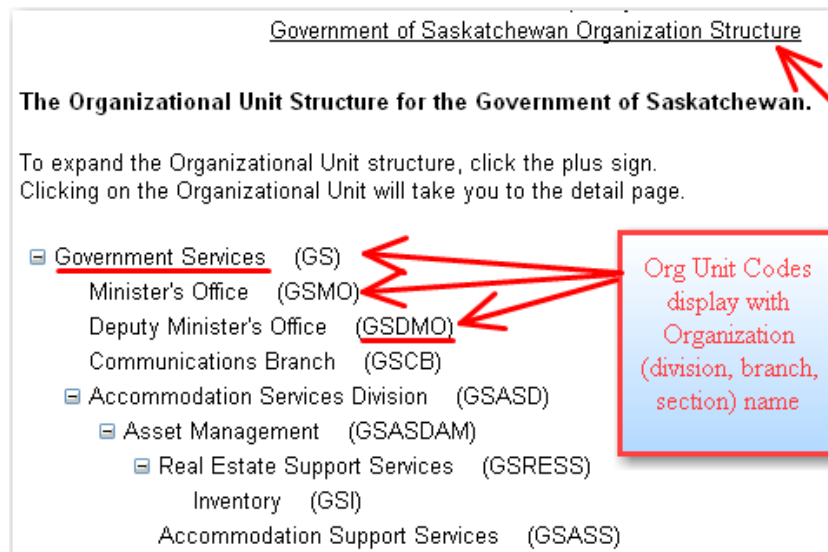 Government of Saskatchewan Organization Structure
The Organizational Unit Structure for the Government of Saskatchewan.
To expand the Organizational Unit structure, click the plus sign.
Clicking on the Organizational Unit will take you to the detail page.
Government Services (GS)
Minister's Office (GSMO)
Deputy Minister's Office (GSDMO)
Communications Branch (GSCB)
Accommodation Services Division (GSASD)
Asset Management (GSASDAM)
Real Estate Support Services (GSRESS)
Inventory (GSI)
Accommodation Support Services (GSASS)
Org Unit Codes
display with
Organization
(division, branch,
section) name